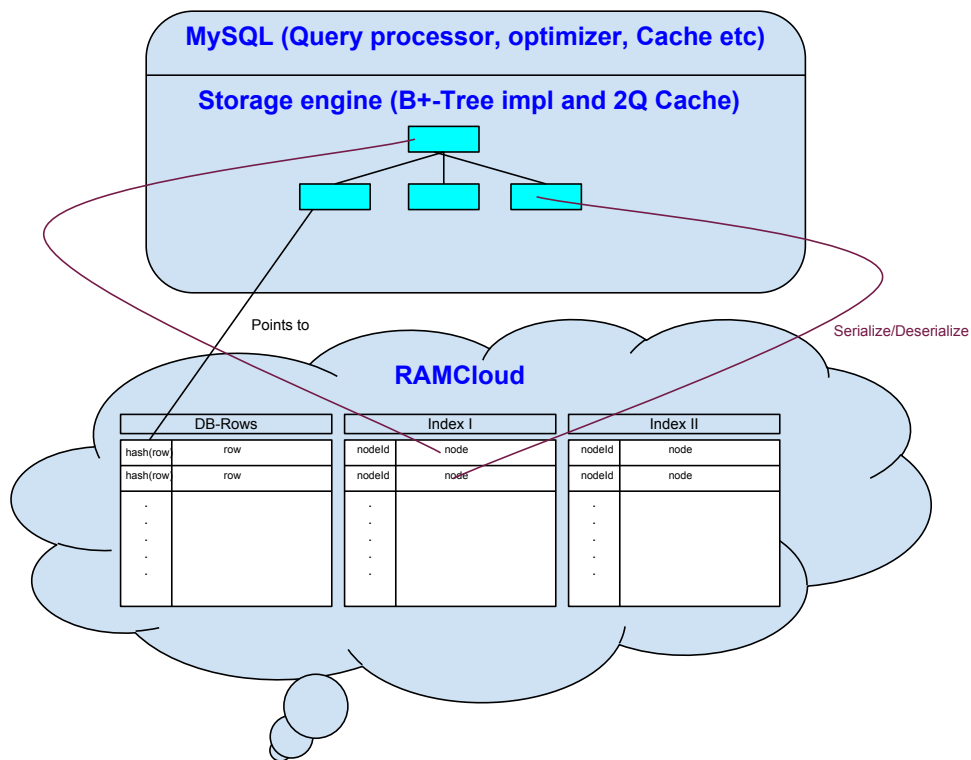 MySQL (Query processor, optimizer, Cache etc)
Storage engine (B+-Tree impl and 2Q Cache)
Points to
Serialize/Deserialize
RAMCloud
DB-Rows
Index I
Index II
hash(row) row
nodeId node
nodeId node
hash(row) row
nodeId node
nodeId node